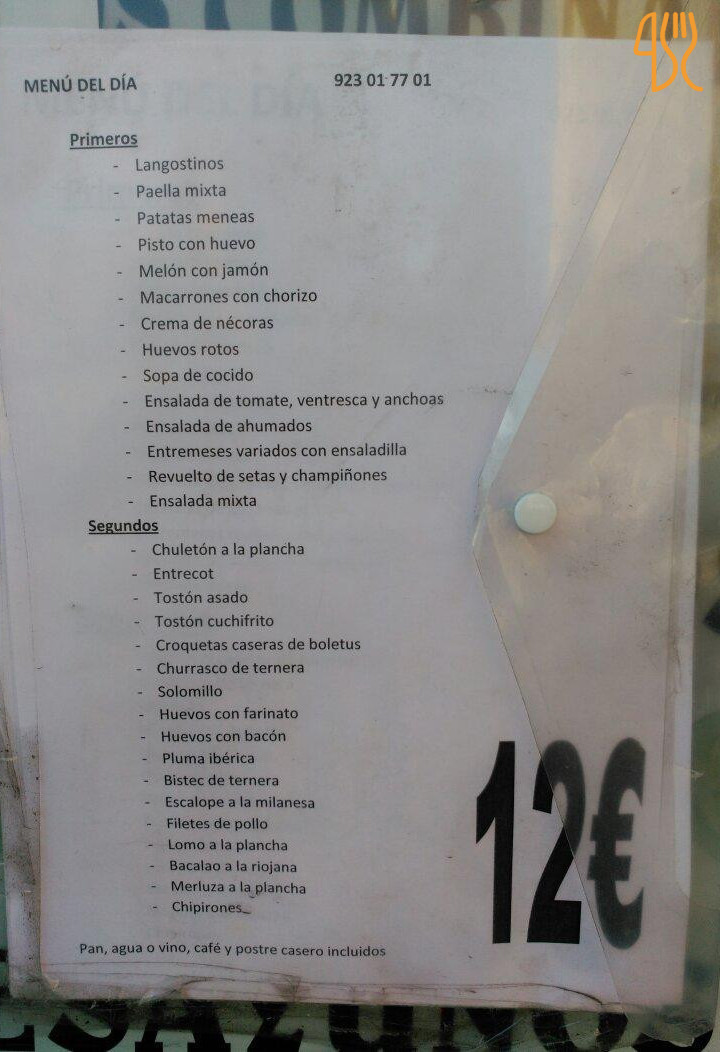 MENÚ DEL DÍA 923 01 77 01
Primeros
- Langostinos
- Paella mixta
- Patatas meneas
- Pisto con huevo
- Melón con jamón
- Macarrones con chorizo
- Crema de nécoras
- Huevos rotos
- Sopa de cocido
- Ensalada de tomate, ventresca y anchoas
- Ensalada de ahumados
- Entremeses variados con ensaladilla
- Revuelto de setas y champiñones
- Ensalada mixta
Segundos
- Chuletón a la plancha
- Entrecot
- Tostón asado
- Tostón cuchifrito
- Croquetas caseras de boletus
- Churrasco de ternera
- Solomillo
- Huevos con farinato
- Huevos con bacón
- Pluma ibérica
- Bistec de ternera
- Escalope a la milanesa
- Filetes de pollo
- Lomo a la plancha
- Bacalao a la riojana
- Merluza a la plancha
- Chipirones
12€
Pan, agua o vino, café y postre casero incluidos